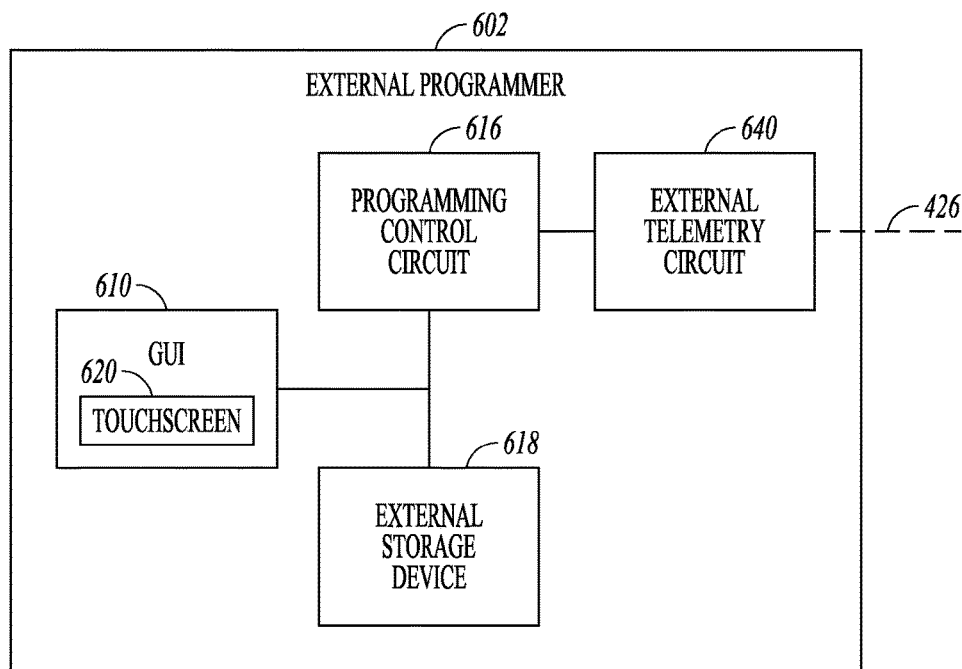 602
EXTERNAL PROGRAMMER
616
PROGRAMMING
CONTROL
CIRCUIT
640
EXTERNAL
TELEMETRY
CIRCUIT
426
610
GUI
620
TOUCHSCREEN
618
EXTERNAL
STORAGE
DEVICE